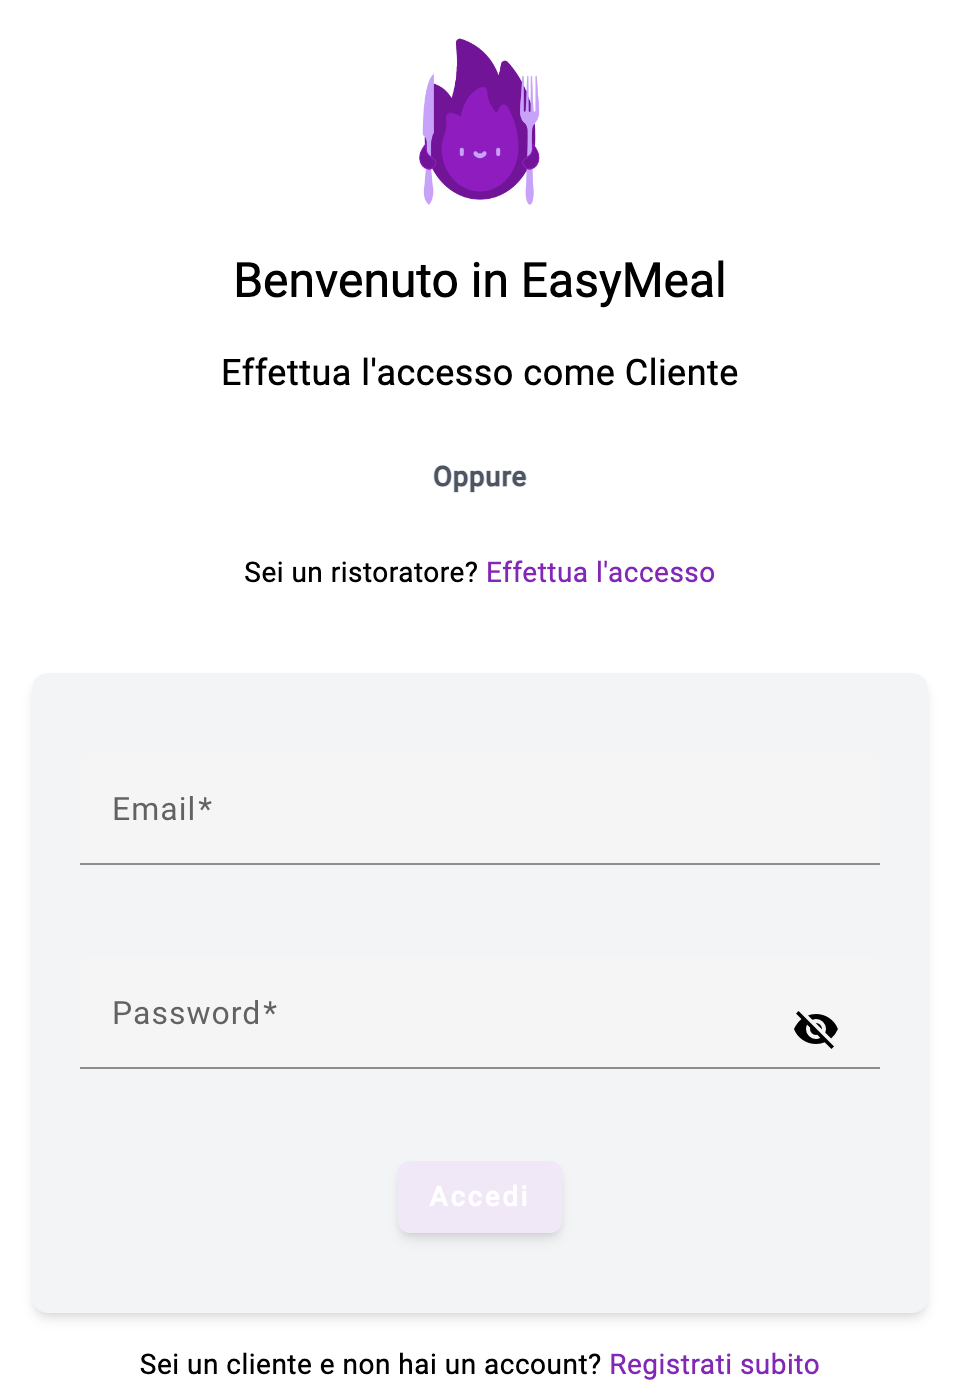 Benvenuto in EasyMeal
Effettua l'accesso come Cliente
Oppure
Sei un ristoratore? Effettua l'accesso
Email*
Password*
Accedi
Sei un cliente e non hai un account? Registrati subito